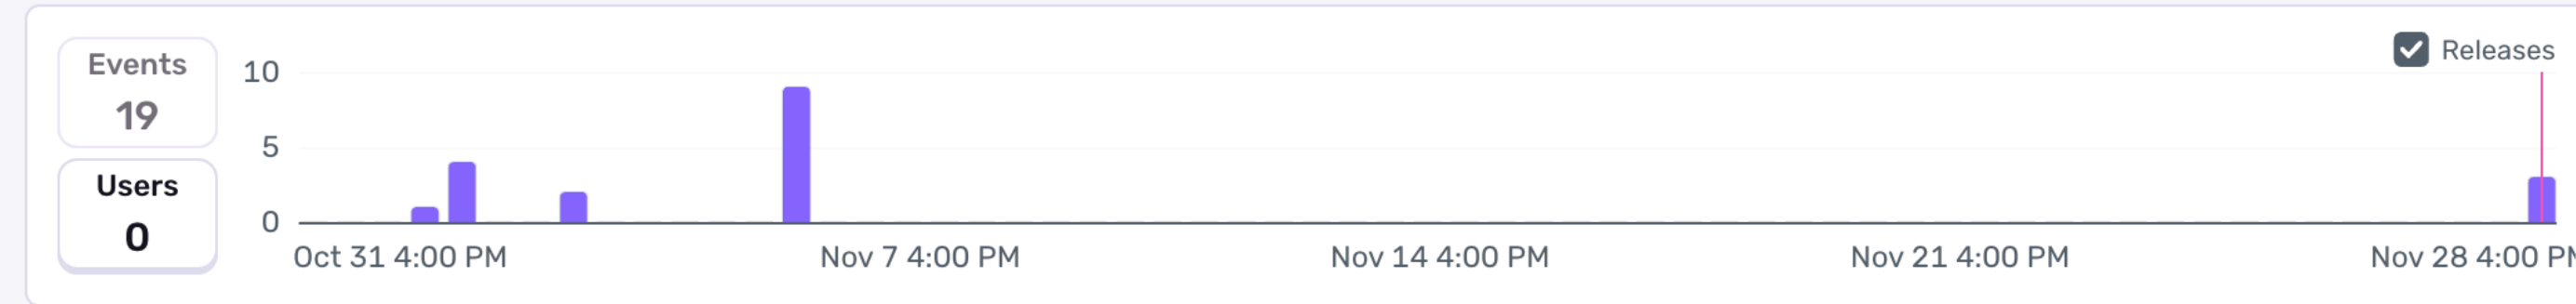 Events
19
Users
0
10
5
0
Releases
Oct 31 4:00 PM
Nov 7 4:00 PM
Nov 14 4:00 PM
Nov 21 4:00 PM
Nov 28 4:00 PM